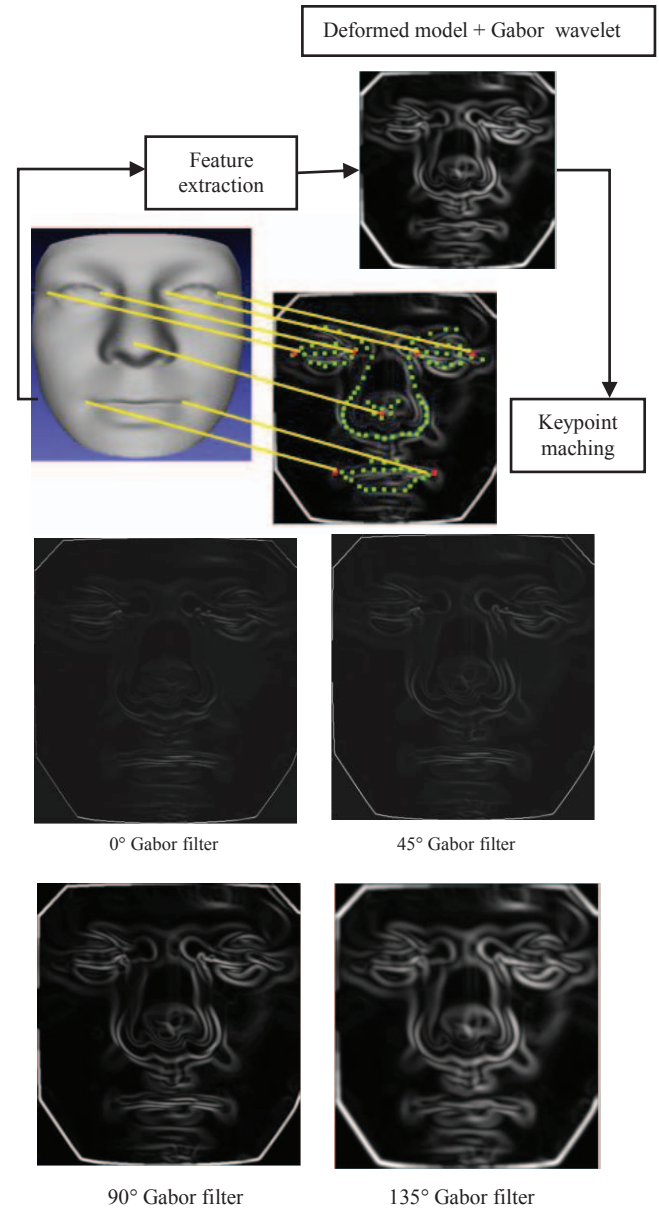 Deformed model + Gabor wavelet
Feature
extraction
Keypoint
maching
0° Gabor filter
45° Gabor filter
90° Gabor filter
135° Gabor filter